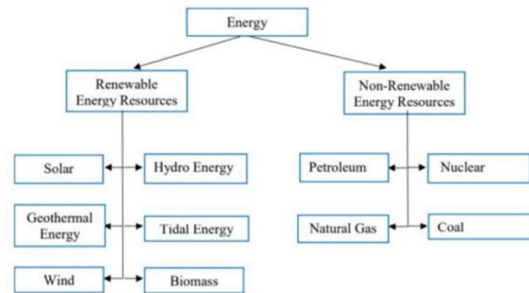 Energy
Renewable
Energy Resources
Non-Renewable
Energy Resources
Solar
Hydro Energy
Petroleum
Nuclear
Geothermal
Energy
Tidal Energy
Natural Gas
Coal
Wind
Biomass